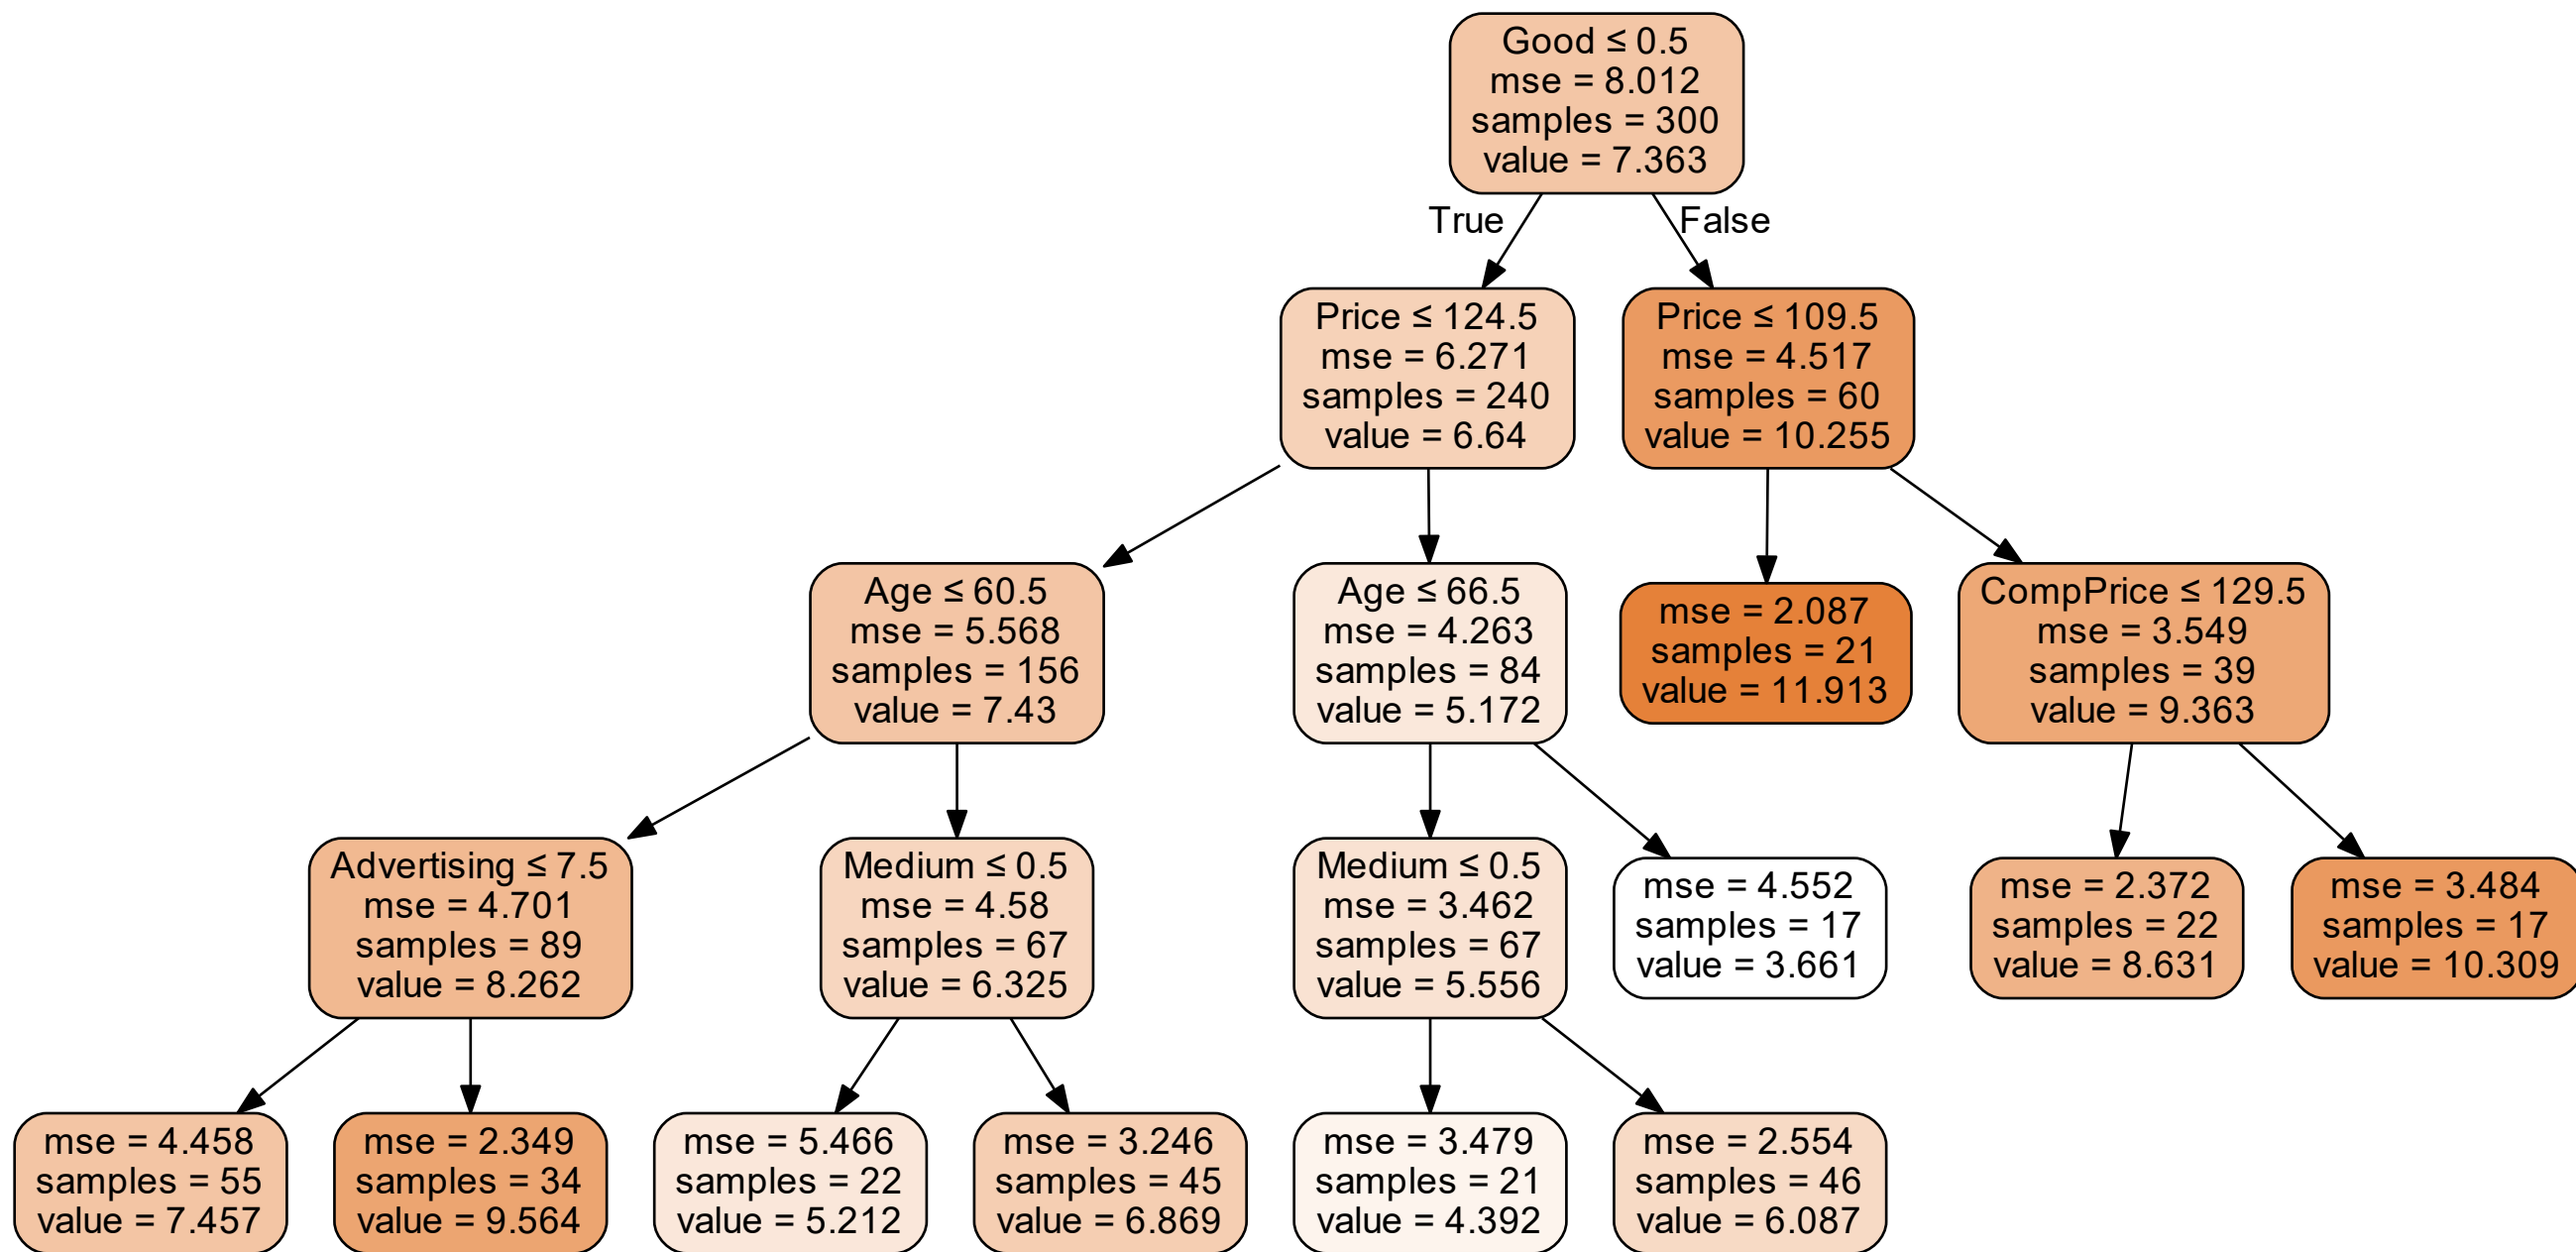 Good ≤ 0.5
mse = 8.012
samples = 300
value = 7.363
True
False
Price ≤ 124.5
mse = 6.271
samples = 240
value = 6.64
Price ≤ 109.5
mse = 4.517
samples = 60
value = 10.255
Age ≤ 60.5
mse = 5.568
samples = 156
value = 7.43
Age ≤ 66.5
mse = 4.263
samples = 84
value = 5.172
mse = 2.087
samples = 21
value = 11.913
CompPrice ≤ 129.5
mse = 3.549
samples = 39
value = 9.363
Advertising ≤ 7.5
mse = 4.701
samples = 89
value = 8.262
Medium ≤ 0.5
mse = 4.58
samples = 67
value = 6.325
Medium ≤ 0.5
mse = 3.462
samples = 67
value = 5.556
mse = 4.552
samples = 17
value = 3.661
mse = 2.372
samples = 22
value = 8.631
mse = 3.484
samples = 17
value = 10.309
mse = 4.458
samples = 55
value = 7.457
mse = 2.349
samples = 34
value = 9.564
mse = 5.466
samples = 22
value = 5.212
mse = 3.246
samples = 45
value = 6.869
mse = 3.479
samples = 21
value = 4.392
mse = 2.554
samples = 46
value = 6.087